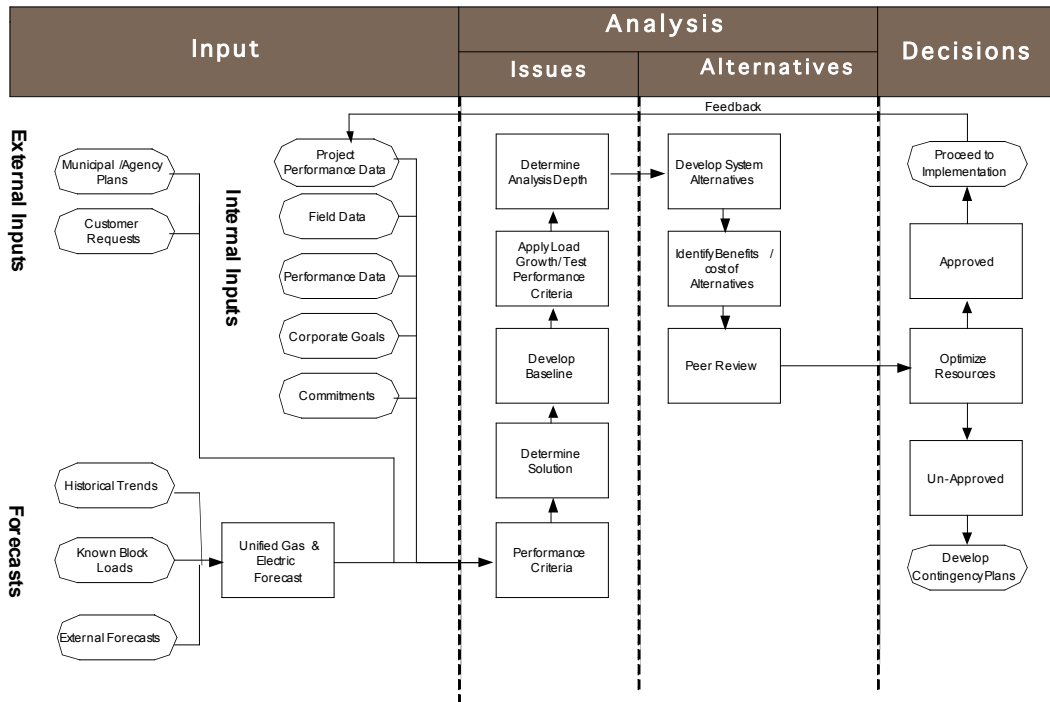 Input
Analysis
Issues
Alternatives
Decisions
Feedback
External Inputs
Municipal /Agency
Plans
Customer
Requests
Internal Inputs
Project
Performance Data
Field Data
Performance Data
Corporate Goals
Commitments
Forecasts
Historical Trends
Known Block
Loads
External Forecasts
Unified Gas &
Electric
Forecast
Determine
Analysis Depth
Apply Load
Growth/ Test
Performance
Criteria
Develop
Baseline
Determine
Solution
Performance
Criteria
Develop System
Alternatives
Identify Benefits /
cost of
Alternatives
Peer Review
Proceed to
Implementation
Approved
Optimize
Resources
Un-Approved
Develop
Contingency Plans